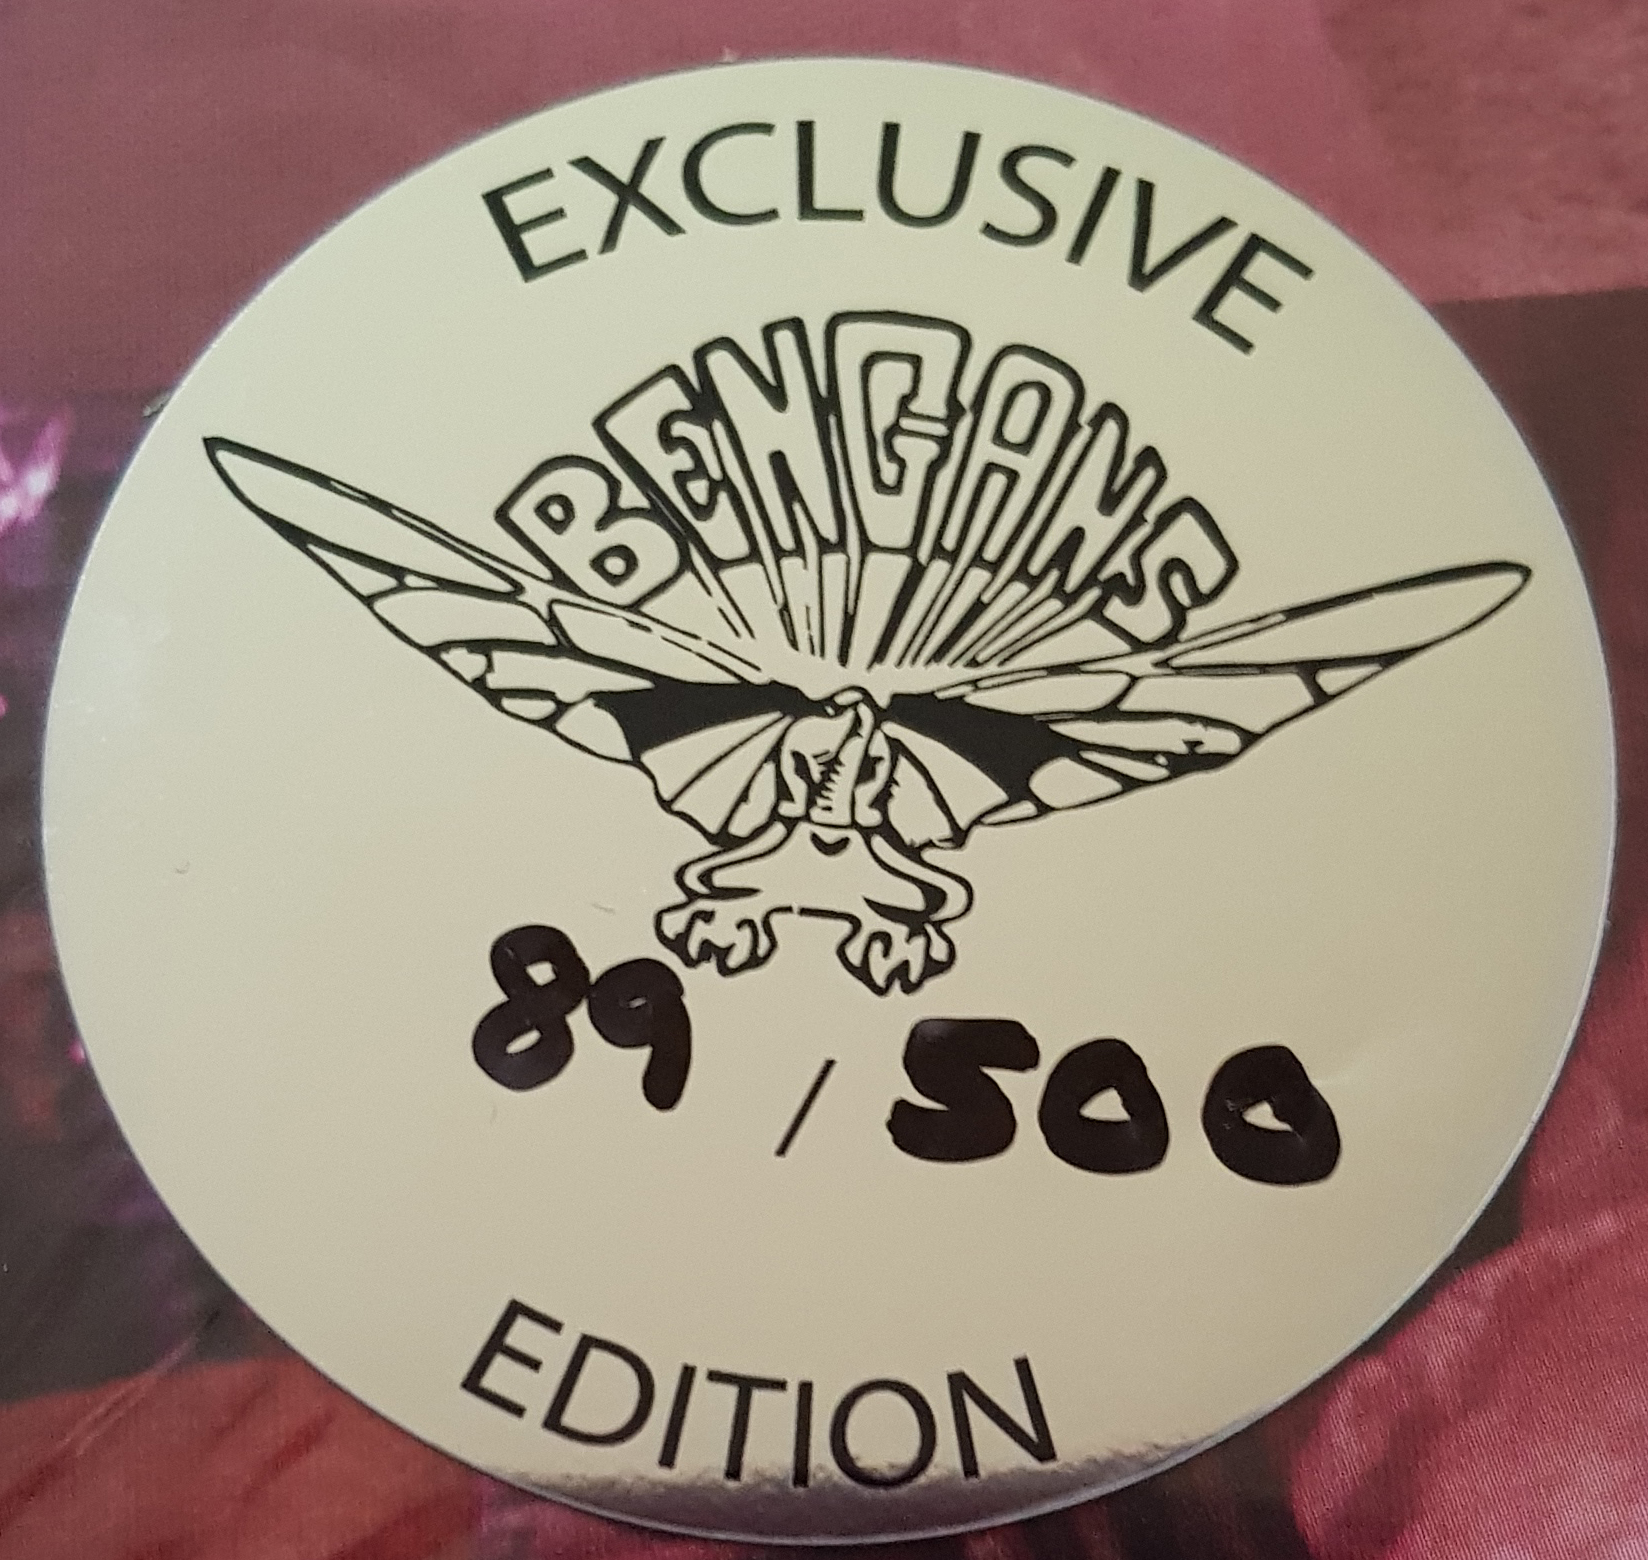 EXCLUSIVE
BENGANS
89 / 500
EDITION